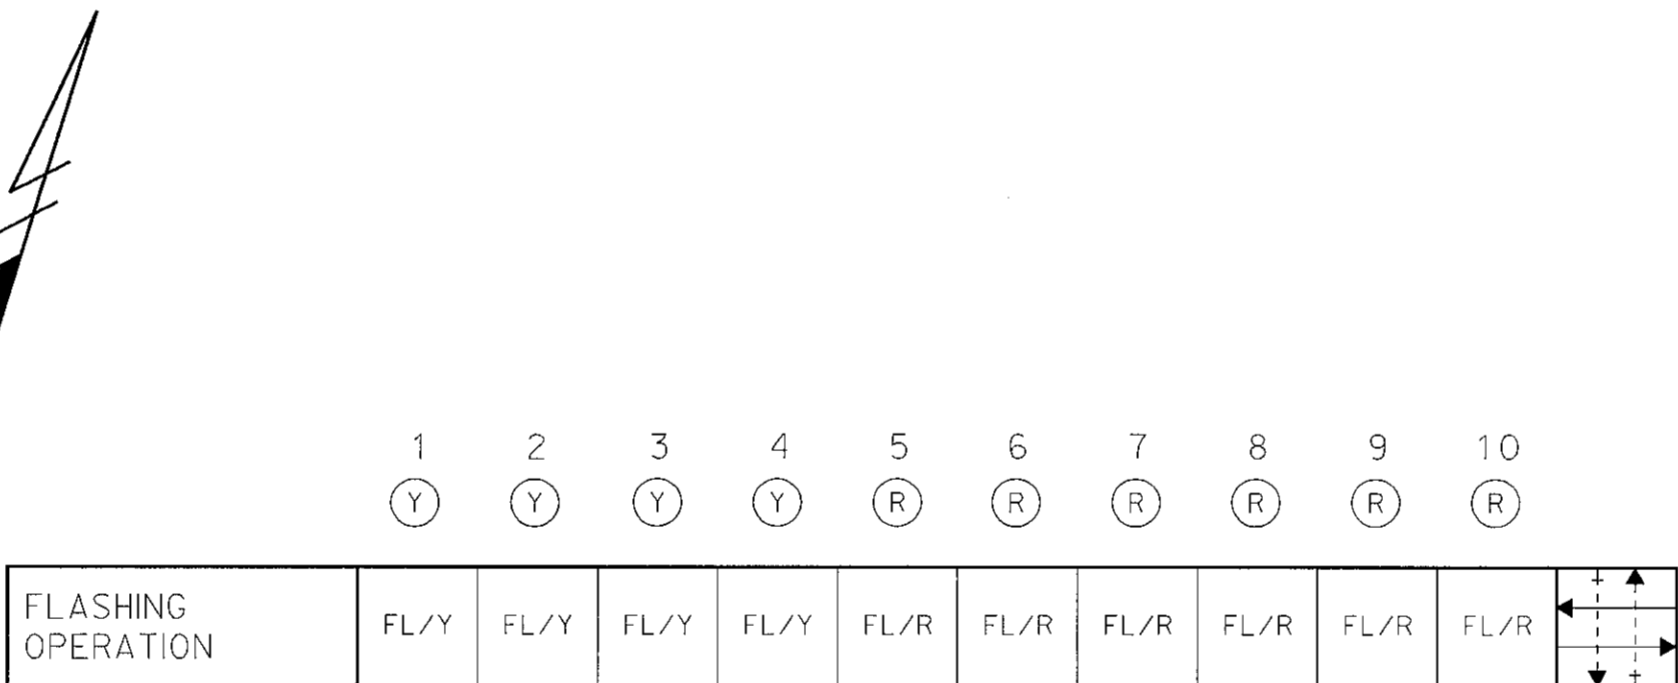 1 2 3 4 5 6 7 8 9 10
Y Y Y Y R R R R R R
FLASHING
OPERATION
FL/Y FL/Y FL/Y FL/Y FL/R FL/R FL/R FL/R FL/R FL/R